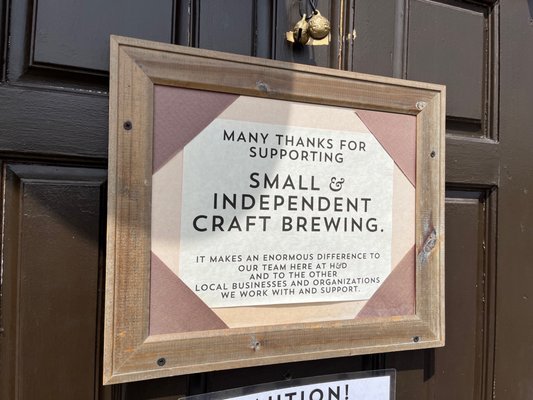 MANY THANKS FOR
SUPPORTING
SMALL &
INDEPENDENT
CRAFT BREWING.
IT MAKES AN ENORMOUS DIFFERENCE TO
OUR TEAM HERE AT H&D
AND TO THE OTHER
LOCAL BUSINESSES AND ORGANIZATIONS
WE WORK WITH AND SUPPORT.